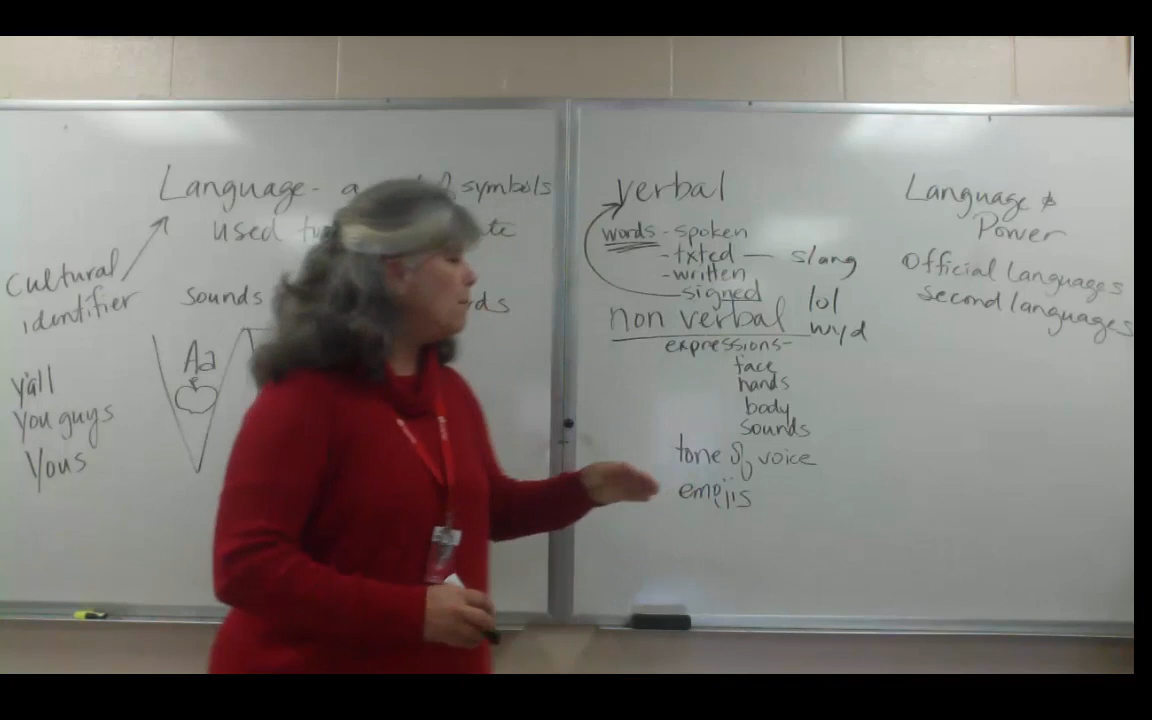 Language - a symbols
used
Cultural
identifier
sounds
y'all
you guys
Yous
Aa
verbal
words - spoken
- txted — slang
- written
signed
lol
wyd
non verbal
expressions-
face
hands
body
sounds
tone of voice
emojis
Language &
Power
Official languages
second languages